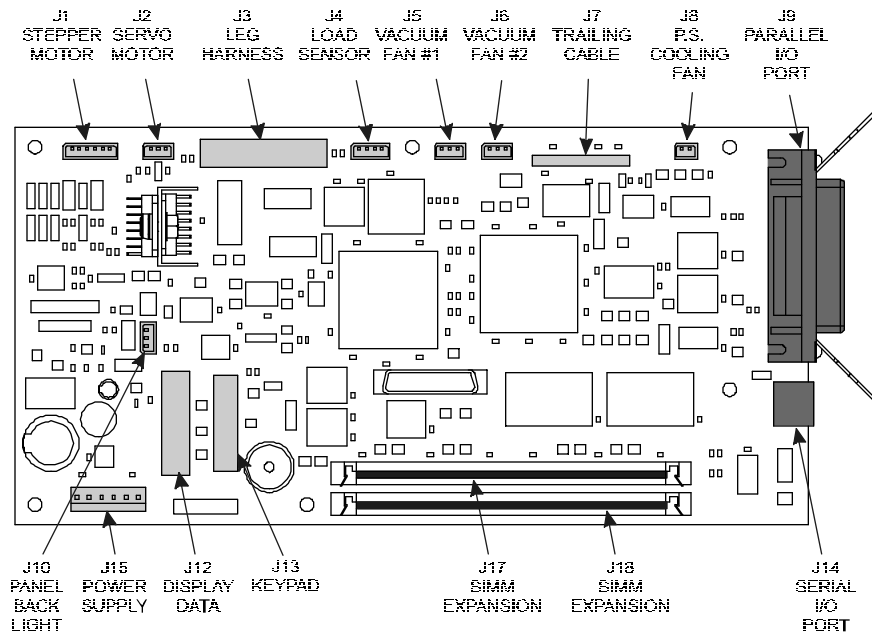 J1
STEPPER
MOTOR
J2
SERVO
MOTOR
J3
LEG
HARNESS
J4
LOAD
SENSOR
J5
VACUUM
FAN #1
J6
VACUUM
FAN #2
J7
TRAILING
CABLE
J8
P.S.
COOLING
FAN
J9
PARALLEL
I/O
PORT
J10
PANEL
BACK
LIGHT
J15
POWER
SUPPLY
J12
DISPLAY
DATA
J13
KEYPAD
J17
SIMM
EXPANSION
J18
SIMM
EXPANSION
J14
SERIAL
I/O
PORT